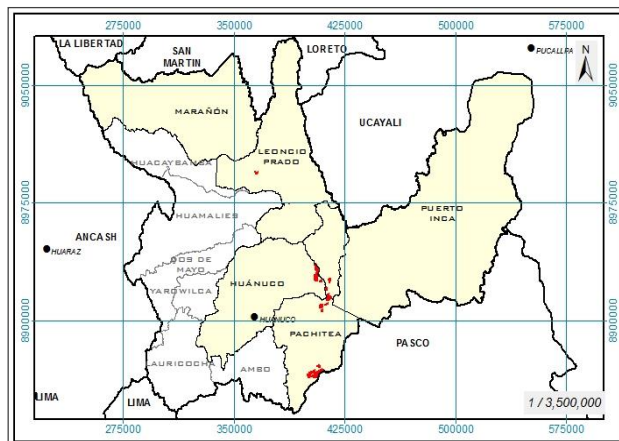 275000 350000 425000 500000 575000
LA LIBERTAD
SAN
MARTIN
LORETO
PUCALLPA
N
9050000
9050000
MARAÑÓN
UCAYALI
LEONCIO
PRADO
HUACAYBAMBA
8975000
8975000
HUAMALIES
PUERTO
INCA
ANCASH
HUARAZ
DOS DE
MAYO
YAROWILCA
HUÁNUCO
HUÁNUCO
8900000
8900000
PACHITEA
PASCO
LAURICOCHA
AMBO
LIMA
LIMA
1 / 3,500,000
275000 350000 425000 500000 575000